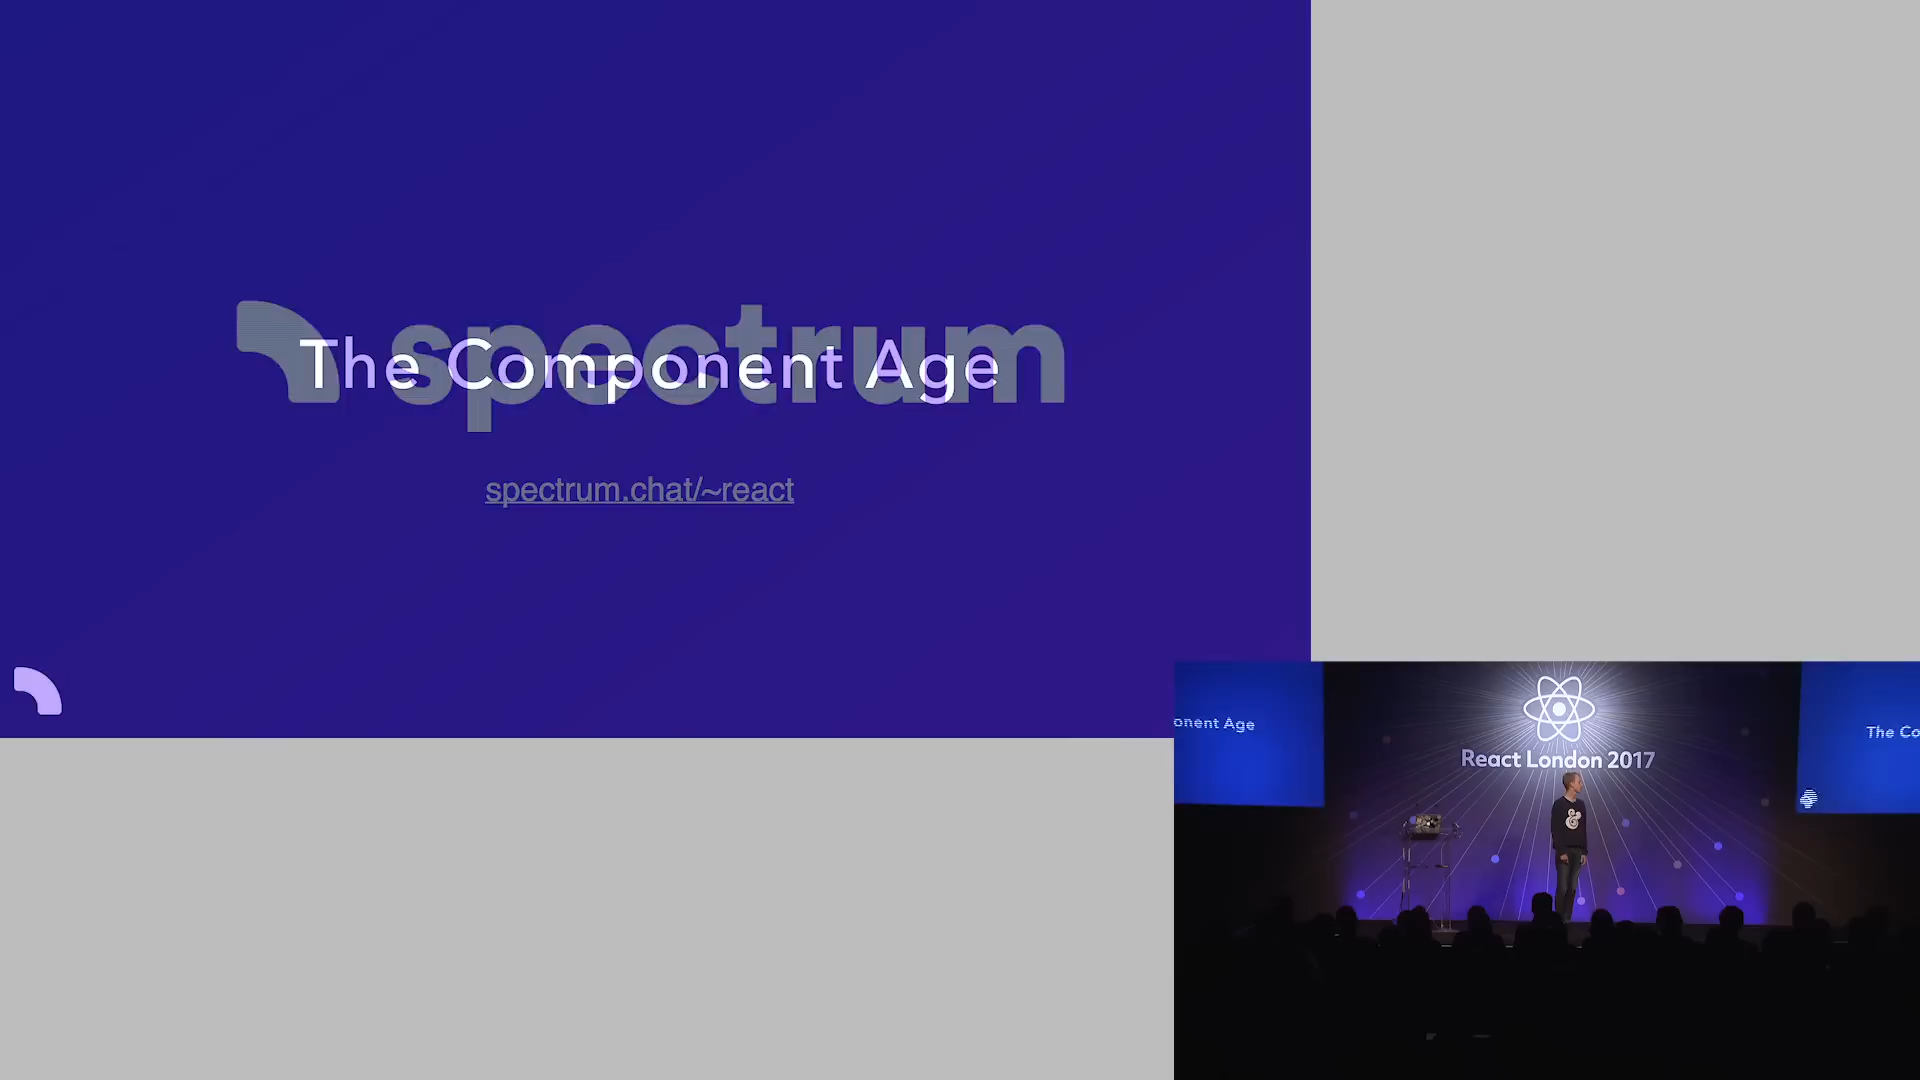 spectrum
The Component Age
spectrum.chat/~react
onent Age
React London 2017
The Co
&